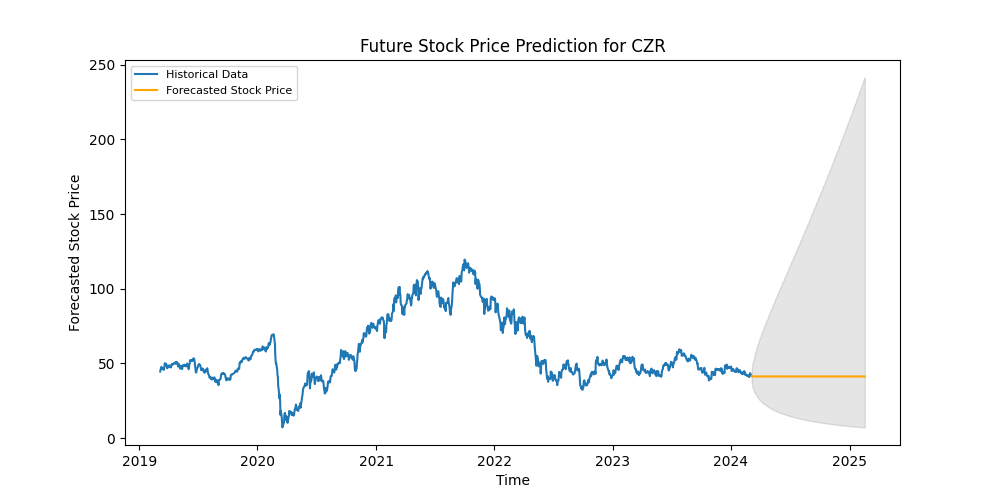 Future Stock Price Prediction for CZR
Historical Data
Forecasted Stock Price
Forecasted Stock Price
250
200
150
100
50
0
2019 2020 2021 2022 2023 2024 2025
Time